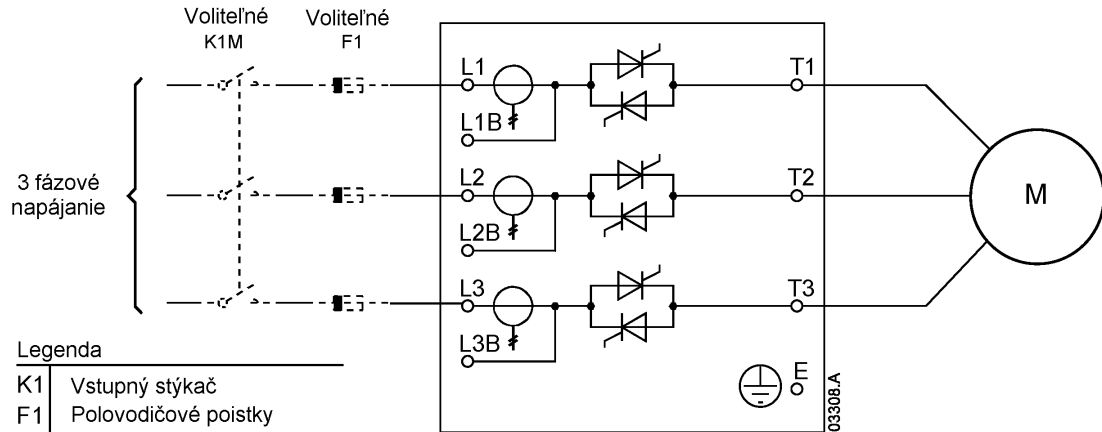 Voliteľné
K1M
Voliteľné
F1
3 fázové
napájanie
L1
L1B
T1
L2
L2B
T2
L3
L3B
T3
M
E
03308.A
Legenda
K1 Vstupný stýkač
F1 Polovodičové poistky